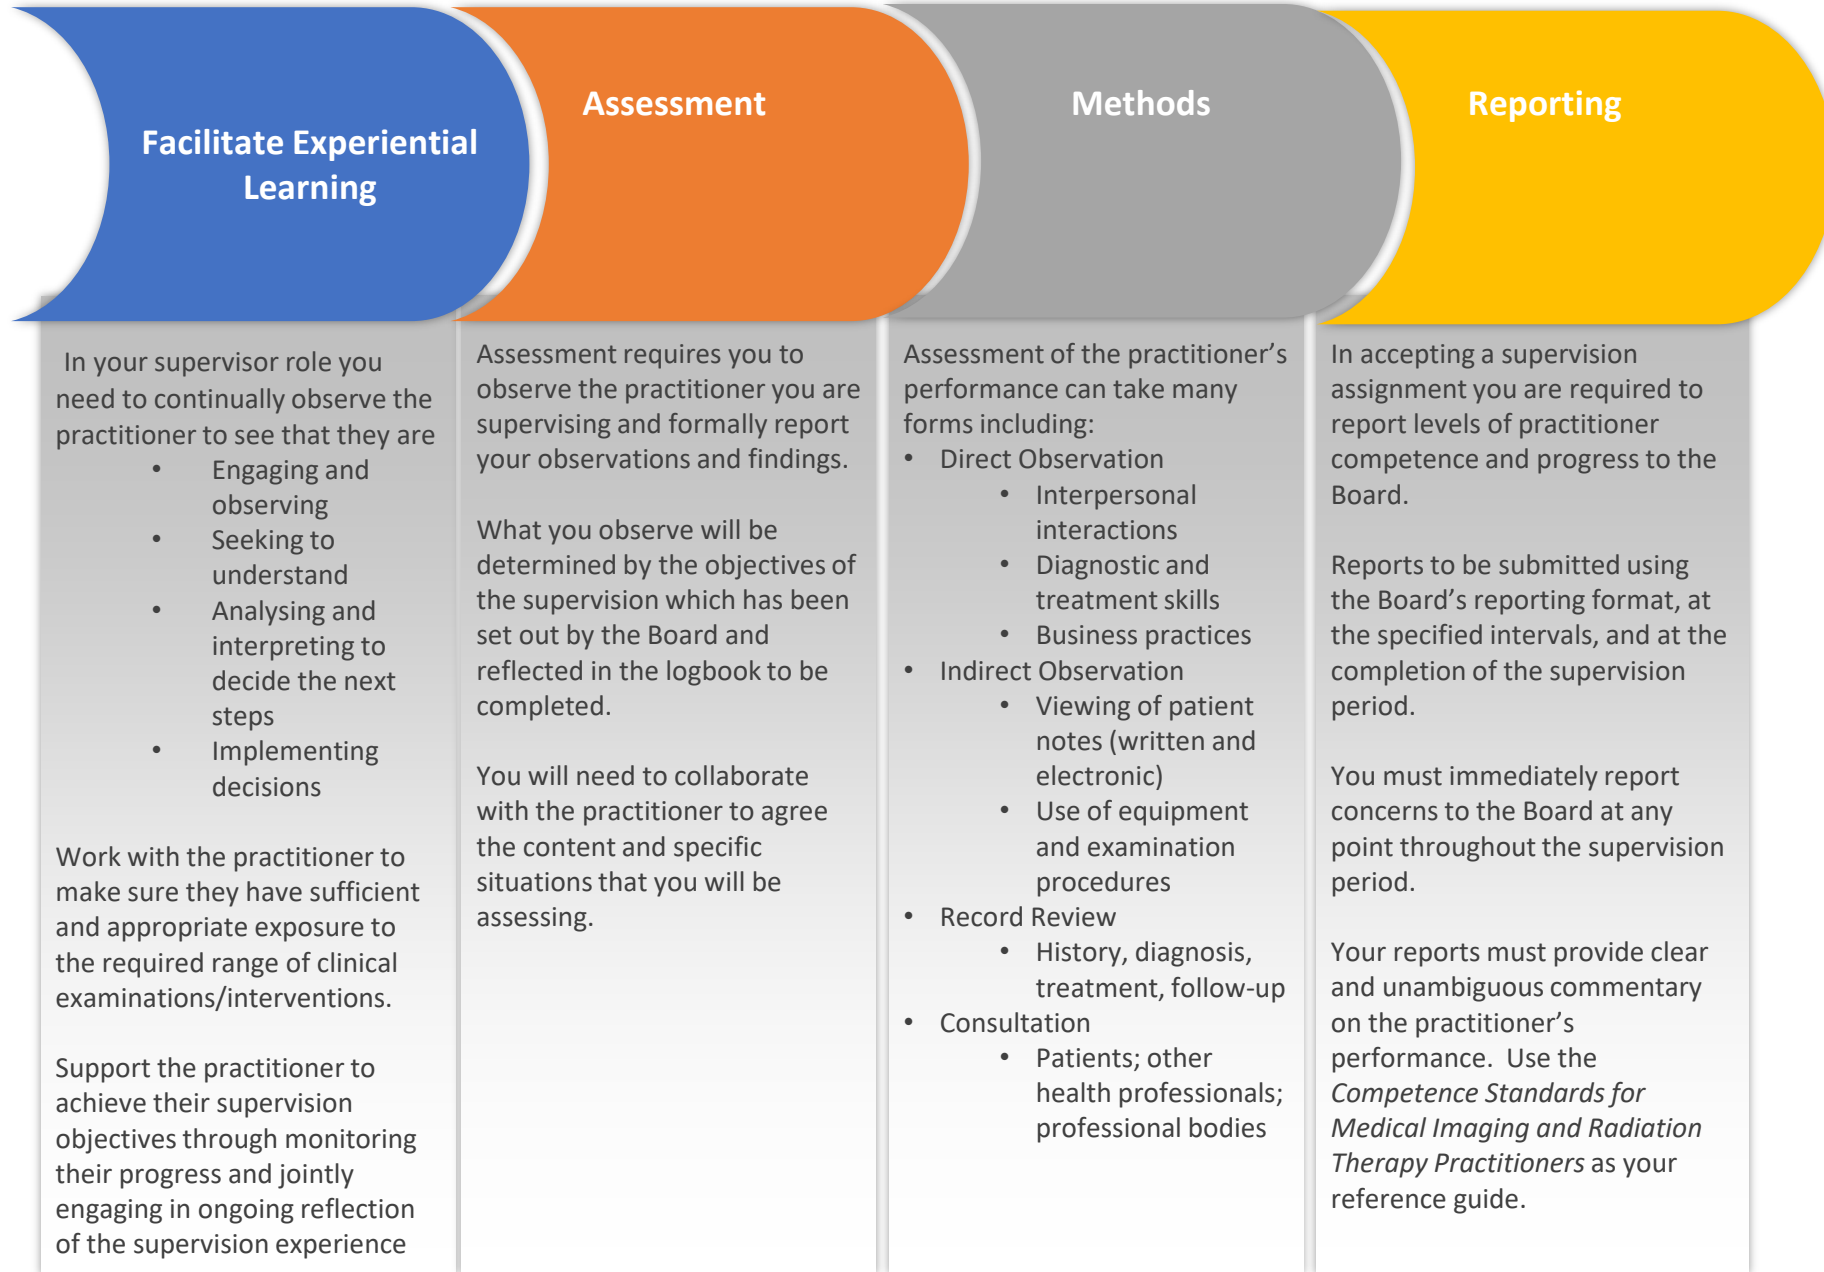 Facilitate Experiential
Learning
In your supervisor role you
need to continually observe the
practitioner to see that they are
• Engaging and
observing
• Seeking to
understand
• Analysing and
interpreting to
decide the next
steps
• Implementing
decisions
Work with the practitioner to
make sure they have sufficient
and appropriate exposure to
the required range of clinical
examinations/interventions.
Support the practitioner to
achieve their supervision
objectives through monitoring
their progress and jointly
engaging in ongoing reflection
of the supervision experience
Assessment
Assessment requires you to
observe the practitioner you are
supervising and formally report
your observations and findings.
What you observe will be
determined by the objectives of
the supervision which has been
set out by the Board and
reflected in the logbook to be
completed.
You will need to collaborate
with the practitioner to agree
the content and specific
situations that you will be
assessing.
Methods
Assessment of the practitioner’s
performance can take many
forms including:
• Direct Observation
• Interpersonal
interactions
• Diagnostic and
treatment skills
• Business practices
• Indirect Observation
• Viewing of patient
notes (written and
electronic)
• Use of equipment
and examination
procedures
• Record Review
• History, diagnosis,
treatment, follow-up
• Consultation
• Patients; other
health professionals;
professional bodies
Reporting
In accepting a supervision
assignment you are required to
report levels of practitioner
competence and progress to the
Board.
Reports to be submitted using
the Board’s reporting format, at
the specified intervals, and at the
completion of the supervision
period.
You must immediately report
concerns to the Board at any
point throughout the supervision
period.
Your reports must provide clear
and unambiguous commentary
on the practitioner’s
performance.  Use the
Competence Standards for
Medical Imaging and Radiation
Therapy Practitioners as your
reference guide.